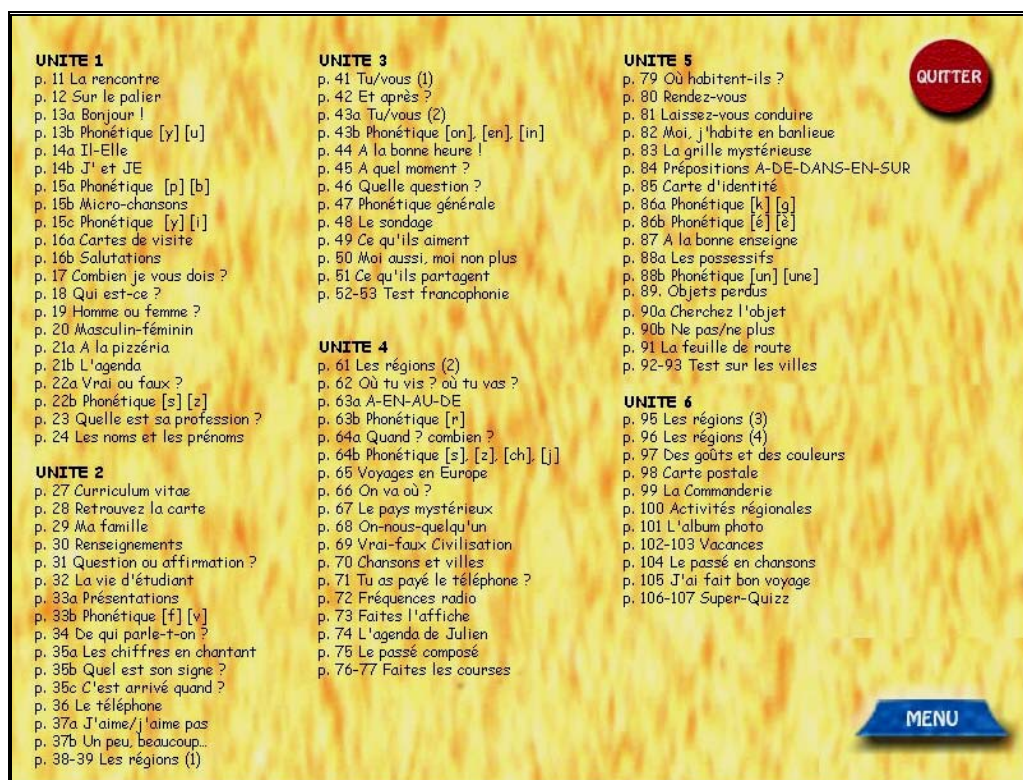 UNITE 1
p. 11 La rencontre
p. 12 Sur le palier
p. 13a Bonjour !
p. 13b Phonétique [y] [u]
p. 14a Il-Elle
p. 14b J' et JE
p. 15a Phonétique [p] [b]
p. 15b Micro-chansons
p. 15c Phonétique [y] [i]
p. 16a Cartes de visite
p. 16b Salutations
p. 17 Combien je vous dois ?
p. 18 Qui est-ce ?
p. 19 Homme ou femme ?
p. 20 Masculin-féminin
p. 21a A la pizzéria
p. 21b L'agenda
p. 22a Vrai ou faux ?
p. 22b Phonétique [s] [z]
p. 23 Quelle est sa profession ?
p. 24 Les noms et les prénoms
UNITE 2
p. 27 Curriculum vitae
p. 28 Retrouvez la carte
p. 29 Ma famille
p. 30 Renseignements
p. 31 Question ou affirmation ?
p. 32 La vie d'étudiant
p. 33a Présentations
p. 33b Phonétique [f] [v]
p. 34 De qui parle-t-on ?
p. 35a Les chiffres en chantant
p. 35b Quel est son signe ?
p. 35c C'est arrivé quand ?
p. 36 Le téléphone
p. 37a J'aime/j'aime pas
p. 37b Un peu, beaucoup...
p. 38-39 Les régions (1)
UNITE 3
p. 41 Tu/vous (1)
p. 42 Et après ?
p. 43a Tu/vous (2)
p. 43b Phonétique [on], [en], [in]
p. 44 A la bonne heure !
p. 45 A quel moment ?
p. 46 Quelle question ?
p. 47 Phonétique générale
p. 48 Le sondage
p. 49 Ce qu'ils aiment
p. 50 Moi aussi, moi non plus
p. 51 Ce qu'ils partagent
p. 52-53 Test francophonie
UNITE 4
p. 61 Les régions (2)
p. 62 Où tu vis ? où tu vas ?
p. 63a A-EN-AU-DE
p. 63b Phonétique [r]
p. 64a Quand ? combien ?
p. 64b Phonétique [s], [z], [ch], [j]
p. 65 Voyages en Europe
p. 66 On va où ?
p. 67 Le pays mystérieux
p. 68 On-nous-quelqu'un
p. 69 Vrai-faux Civilisation
p. 70 Chansons et villes
p. 71 Tu as payé le téléphone ?
p. 72 Fréquences radio
p. 73 Faites l'affiche
p. 74 L'agenda de Julien
p. 75 Le passé composé
p. 76-77 Faites les courses
UNITE 5
p. 79 Où habitent-ils ?
p. 80 Rendez-vous
p. 81 Laissez-vous conduire
p. 82 Moi, j'habite en banlieue
p. 83 La grille mystérieuse
p. 84 Prépositions A-DE-DANS-EN-SUR
p. 85 Carte d'identité
p. 86a Phonétique [k] [g]
p. 86b Phonétique [é] [è]
p. 87 A la bonne enseigne
p. 88a Les possessifs
p. 88b Phonétique [un] [une]
p. 89. Objets perdus
p. 90a Cherchez l'objet
p. 90b Ne pas/ne plus
p. 91 La feuille de route
p. 92-93 Test sur les villes
UNITE 6
p. 95 Les régions (3)
p. 96 Les régions (4)
p. 97 Des goûts et des couleurs
p. 98 Carte postale
p. 99 La Commanderie
p. 100 Activités régionales
p. 101 L'album photo
p. 102-103 Vacances
p. 104 Le passé en chansons
p. 105 J'ai fait bon voyage
p. 106-107 Super-Quizz
QUITTER
MENU